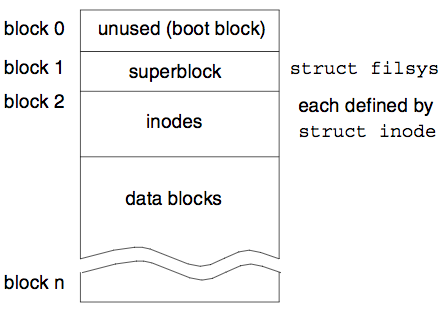 block 0 unused (boot block)
block 1 superblock struct filsys
block 2 each defined by
inodes struct inode
data blocks
block n